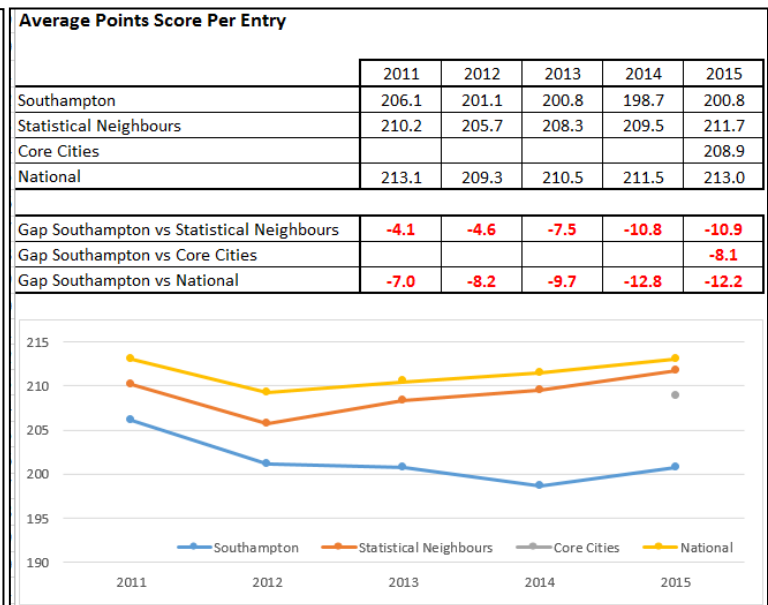 Average Points Score Per Entry
2011 2012 2013 2014 2015
Southampton 206.1 201.1 200.8 198.7 200.8
Statistical Neighbours 210.2 205.7 208.3 209.5 211.7
Core Cities 208.9
National 213.1 209.3 210.5 211.5 213.0
Gap Southampton vs Statistical Neighbours -4.1 -4.6 -7.5 -10.8 -10.9
Gap Southampton vs Core Cities -8.1
Gap Southampton vs National -7.0 -8.2 -9.7 -12.8 -12.2
215
210
205
200
195
190
Southampton Statistical Neighbours Core Cities National
2011 2012 2013 2014 2015